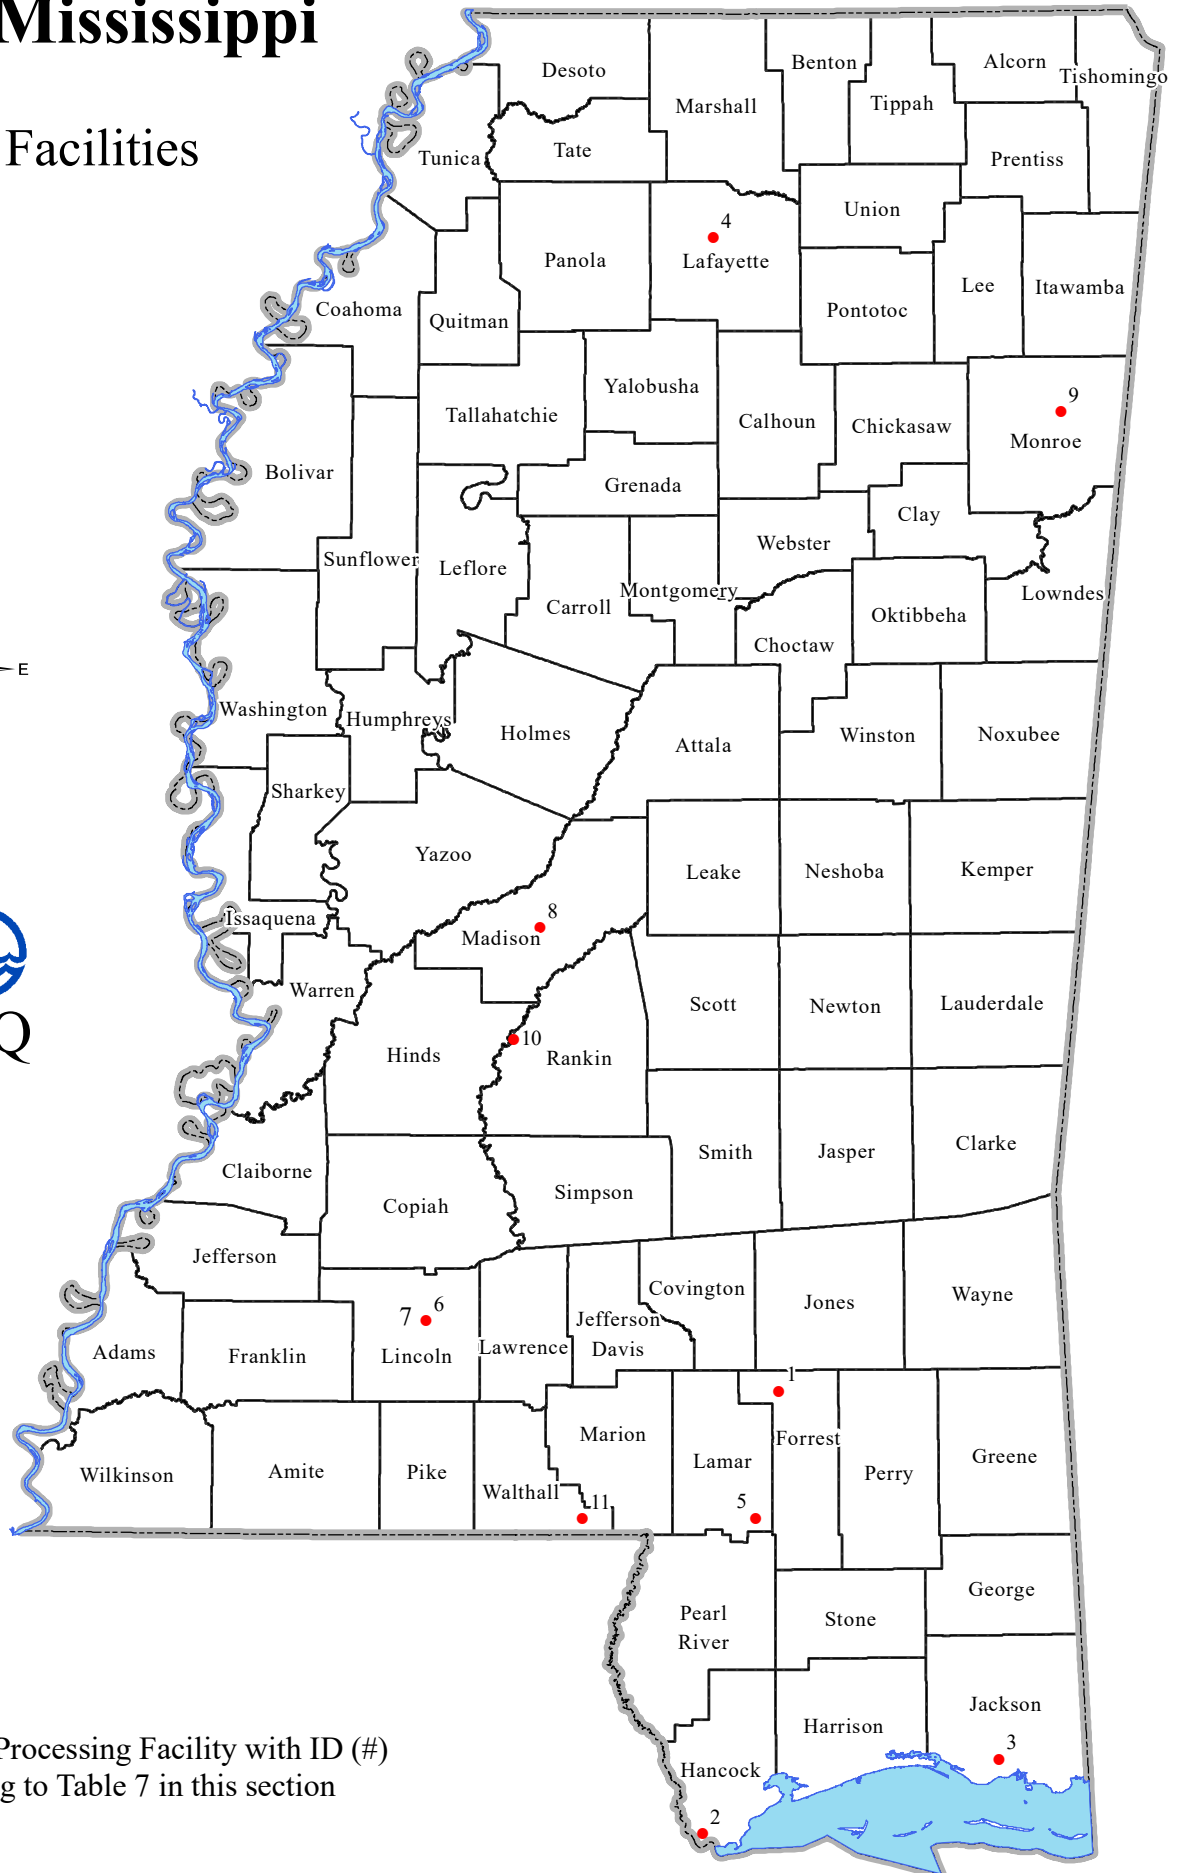 Mississippi
Facilities
Desoto
Marshall
Benton
Tippah
Alcorn
Tishomingo
Tunica
Tate
Prentiss
Union
4
Lafayette
Panola
Lee
Itawamba
Coahoma
Quitman
Pontotoc
Yalobusha
Tallahatchie
Calhoun
Chickasaw
9
Monroe
Bolivar
Grenada
Clay
Webster
Sunflower
Leflore
Montgomery
Carroll
Lowndes
Oktibbeha
Choctaw
E
Washington
Humphreys
Holmes
Attala
Winston
Noxubee
Sharkey
Yazoo
Leake
Neshoba
Kemper
Issaquena
8
Madison
Warren
Scott
Newton
Lauderdale
Q
Hinds
10
Rankin
Claiborne
Smith
Jasper
Clarke
Copiah
Simpson
Jefferson
Covington
Wayne
7 6
Jones
Adams
Franklin
Lincoln
Lawrence
Jefferson
Davis
1
Marion
Forrest
Wilkinson
Amite
Pike
Walthall
11
Lamar
5
Perry
Greene
George
Pearl
River
Stone
Jackson
Harrison
3
Hancock
2
Processing Facility with ID (#)
g to Table 7 in this section